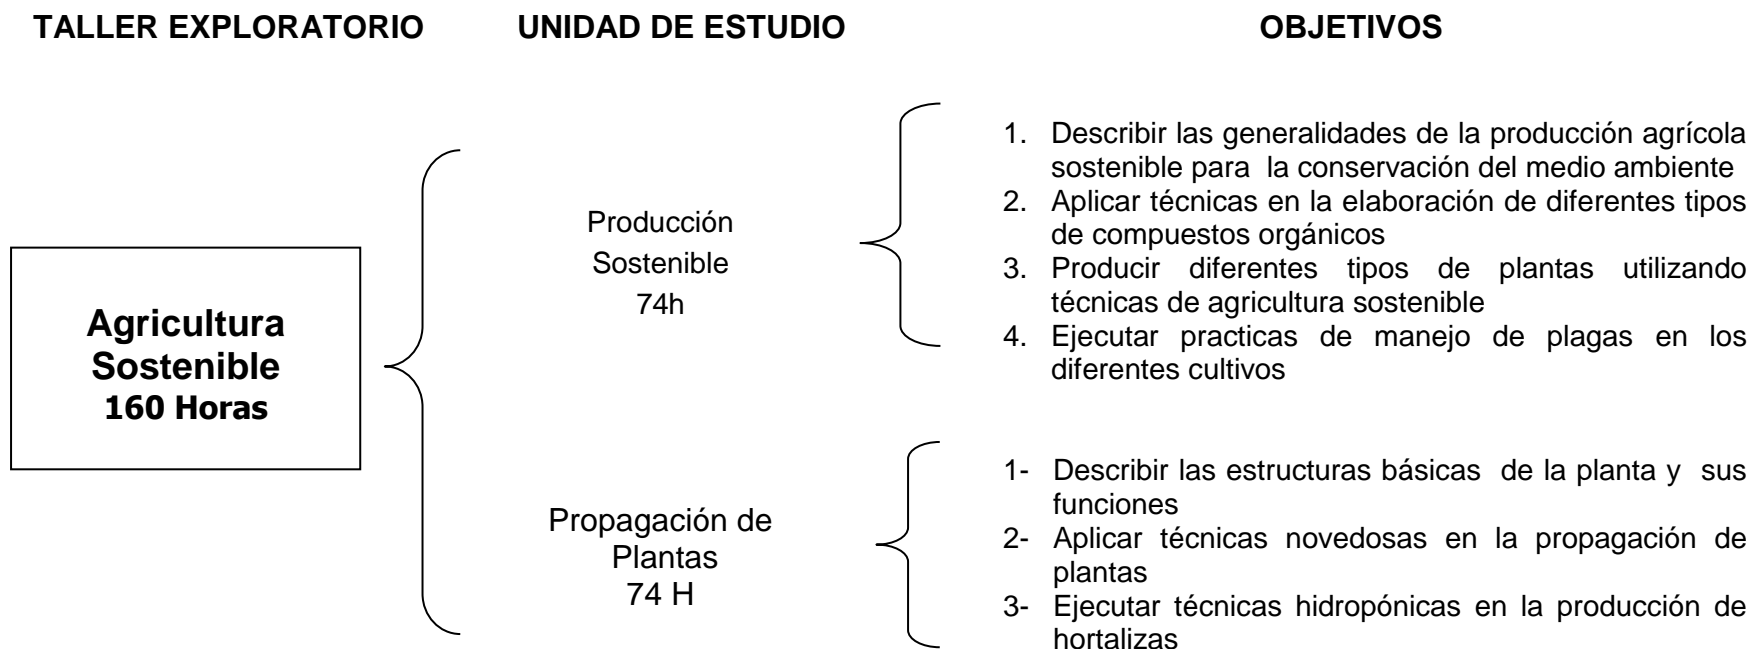 TALLER EXPLORATORIO
UNIDAD DE ESTUDIO
OBJETIVOS
Agricultura
Sostenible
160 Horas
Producción
Sostenible
74h
1. Describir las generalidades de la producción agrícola
sostenible para la conservación del medio ambiente
2. Aplicar técnicas en la elaboración de diferentes tipos
de compuestos orgánicos
3. Producir diferentes tipos de plantas utilizando
técnicas de agricultura sostenible
4. Ejecutar practicas de manejo de plagas en los
diferentes cultivos
Propagación de
Plantas
74 H
1- Describir las estructuras básicas de la planta y sus
funciones
2- Aplicar técnicas novedosas en la propagación de
plantas
3- Ejecutar técnicas hidropónicas en la producción de
hortalizas